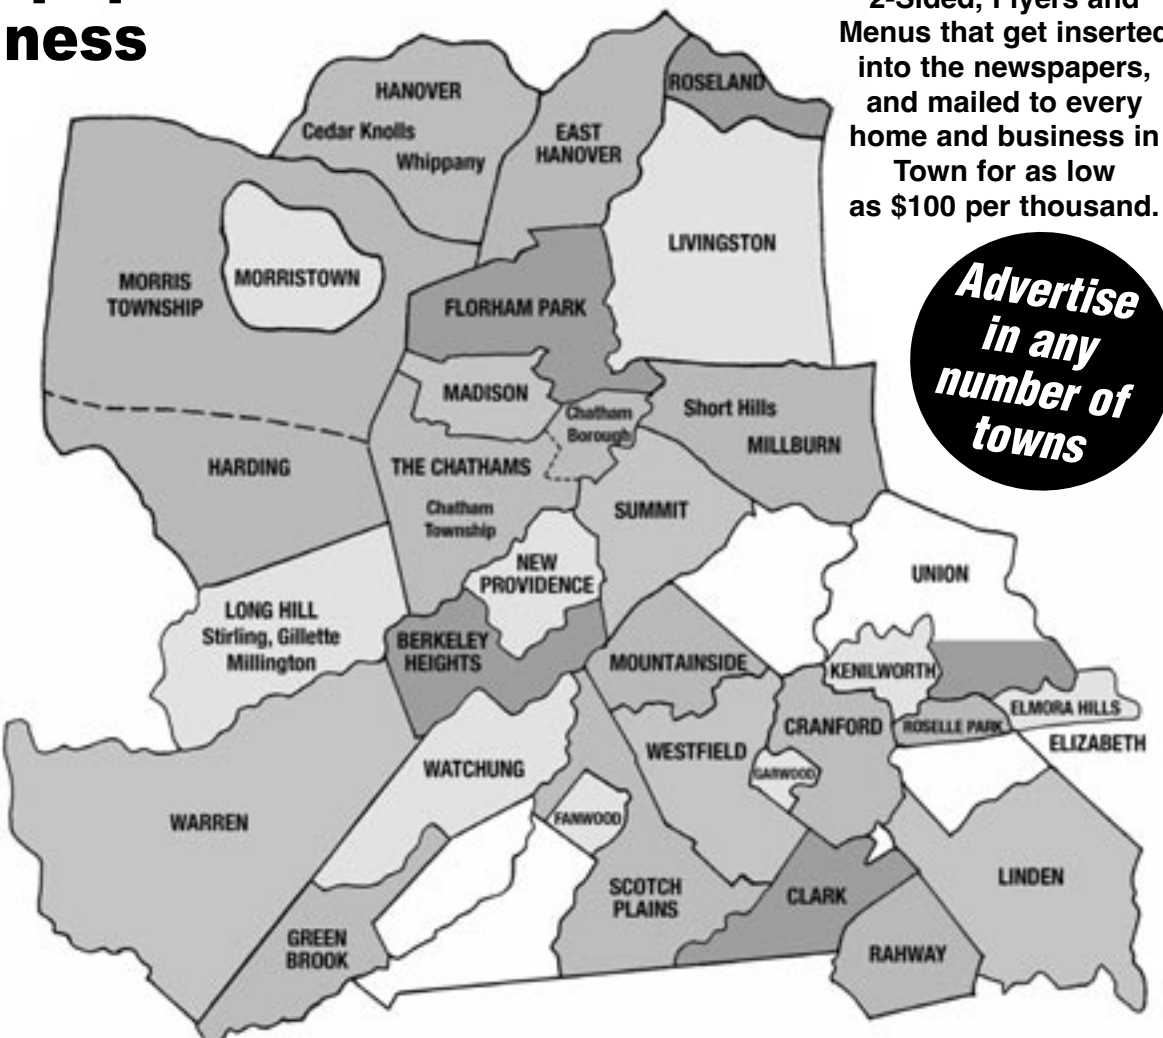 ness
2-Sided, Flyers and
Menus that get inserted
into the newspapers,
and mailed to every
home and business in
Town for as low
as $100 per thousand.
Advertise
in any
number of
towns
HANOVER
Cedar Knolls
Whippany
EAST
HANOVER
ROSELAND
LIVINGSTON
MORRIS
TOWNSHIP
MORRISTOWN
FLORHAM PARK
MADISON
Chatham
Borough
Short Hills
MILLBURN
HARDING
THE CHATHAMS
Chatham
Township
SUMMIT
NEW
PROVIDENCE
UNION
LONG HILL
Stirling, Gillette
Millington
BERKELEY
HEIGHTS
MOUNTAINSIDE
KENILWORTH
ELMORA HILLS
ROSELLE PARK
CRANFORD
ELIZABETH
WESTFIELD
GARWOOD
WATCHUNG
FANWOOD
WARREN
SCOTCH
PLAINS
CLARK
LINDEN
GREEN
BROOK
RAHWAY